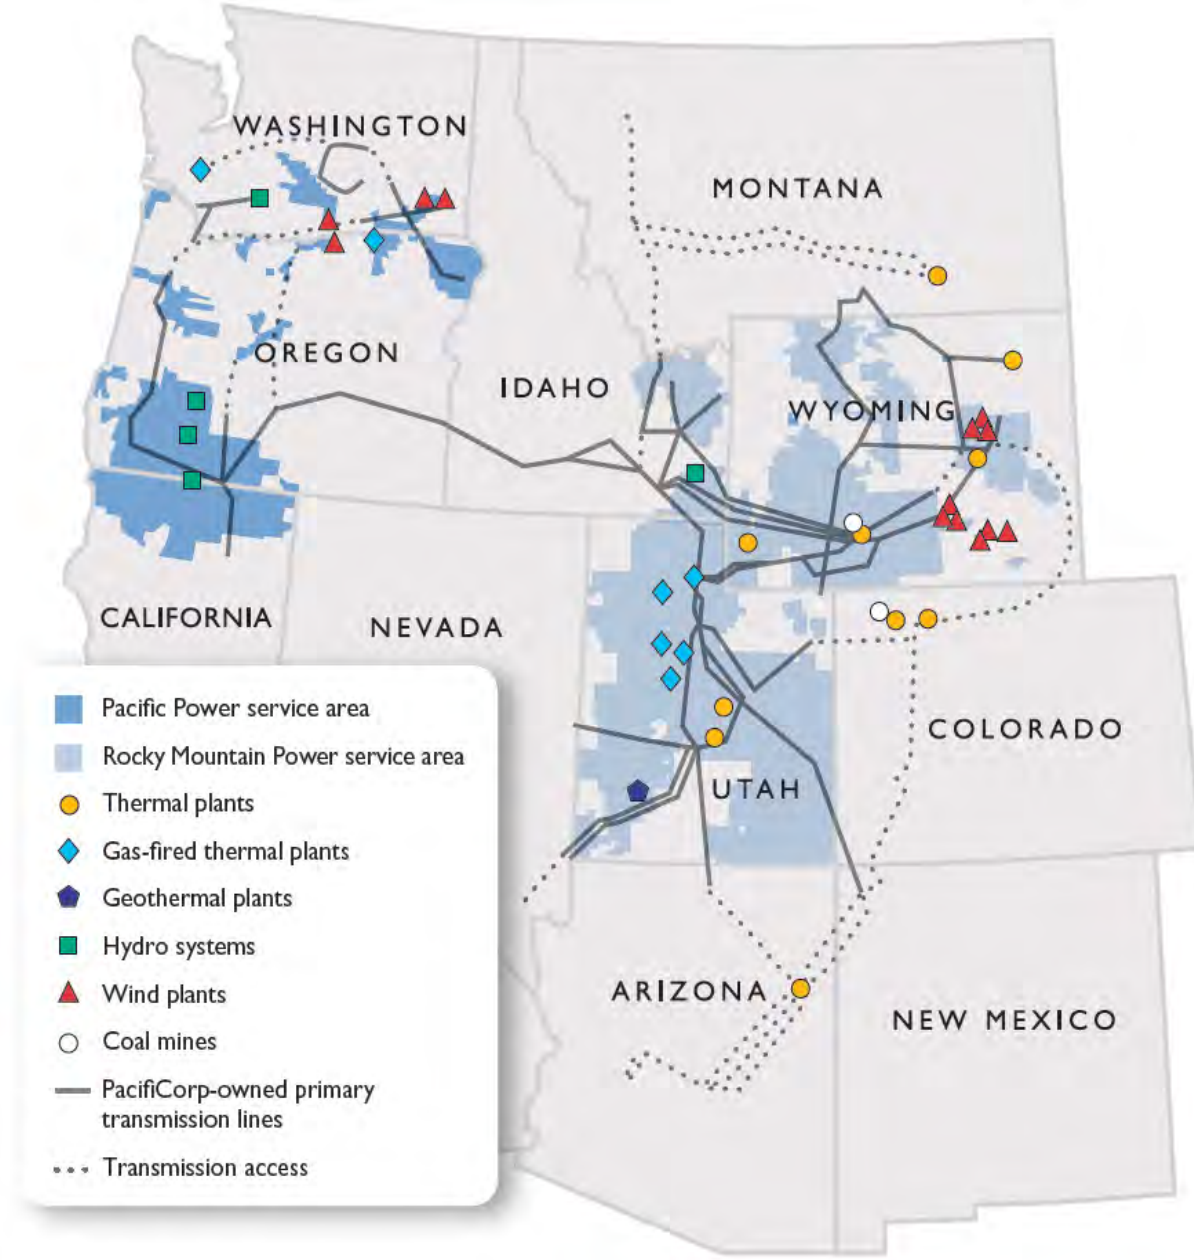 WASHINGTON
MONTANA
OREGON
IDAHO
WYOMING
CALIFORNIA
NEVADA
Pacific Power service area
Rocky Mountain Power service area
Thermal plants
Gas-fired thermal plants
Geothermal plants
Hydro systems
Wind plants
Coal mines
PacifiCorp-owned primary
transmission lines
Transmission access
COLORADO
UTAH
ARIZONA
NEW MEXICO